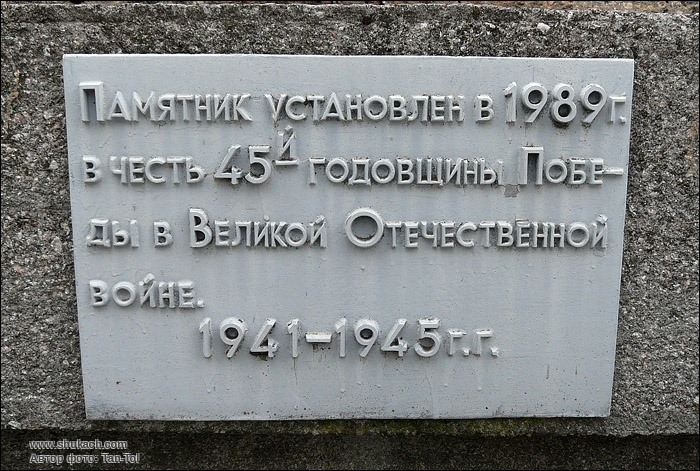 Памятник установлен в 1989г.
в честь 45й годовщины Побе-
ды в Великой Отечественной
войне.
1941-1945г.г.
www.shukach.com
Автор фото: Tan-Tol